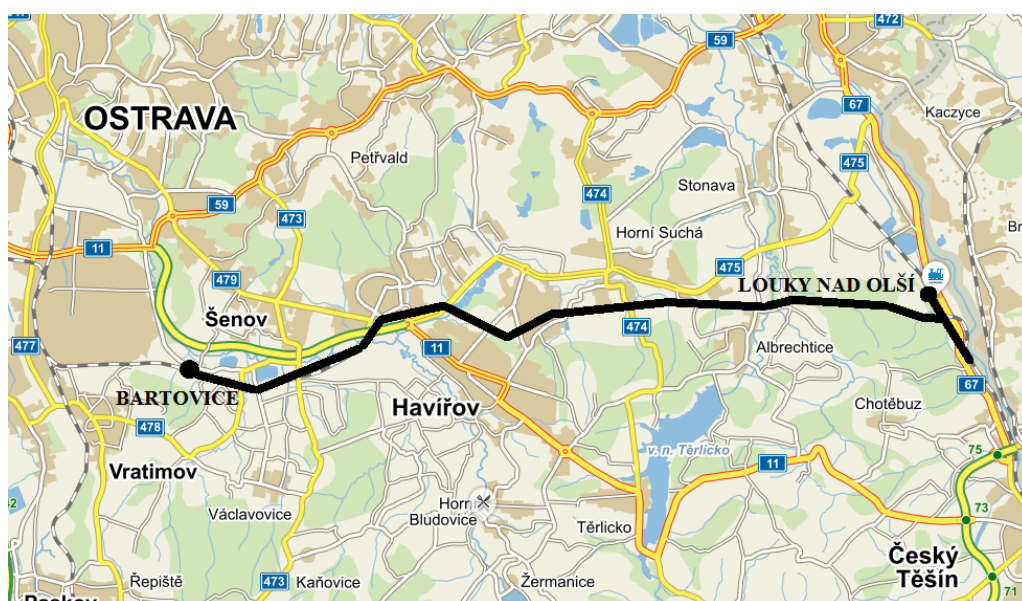 472
59
67
Kaczyce
OSTRAVA
Petřvald
475
Stonava
474
59
473
11
Horní Suchá
479
475
LOUKY NAD OLŠÍ
Šenov
477
474
11
Albrechtice
BARTOVICE
67
Havířov
Chotěbuz
478
v. n. Těrlicko
75
Vratimov
11
Horn
Bludovice
Václavovice
73
Těrlicko
Český
Těšín
Řepiště
473
Kaňovice
Žermanice
71